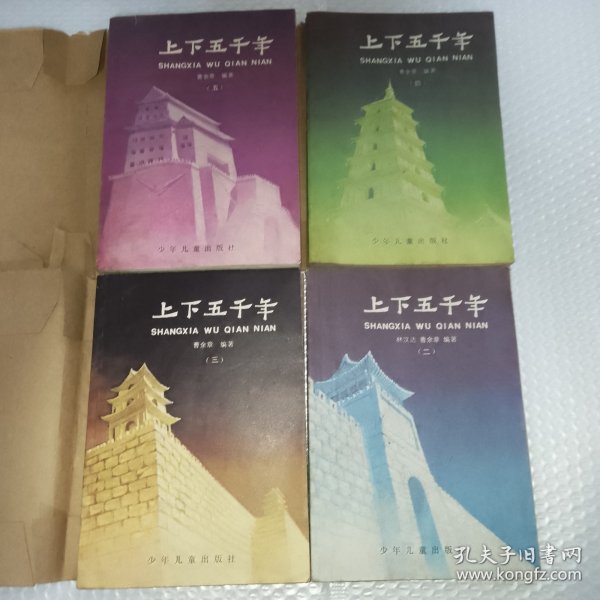 上下五千年
SHANGXIA WU QIAN NIAN
曹余章 编著
(五)
少年儿童出版社
上下五千年
SHANGXIA WU QIAN NIAN
曹余章 编著
少年儿童出版社
上下五千年
SHANGXIA WU QIAN NIAN
曹余章 编著
(三)
少年儿童出版社
上下五千年
SHANGXIA WU QIAN NIAN
林汉达 曹余章 编著
(二)
少年儿童出版社
孔夫子旧书网
www.kongfz.com